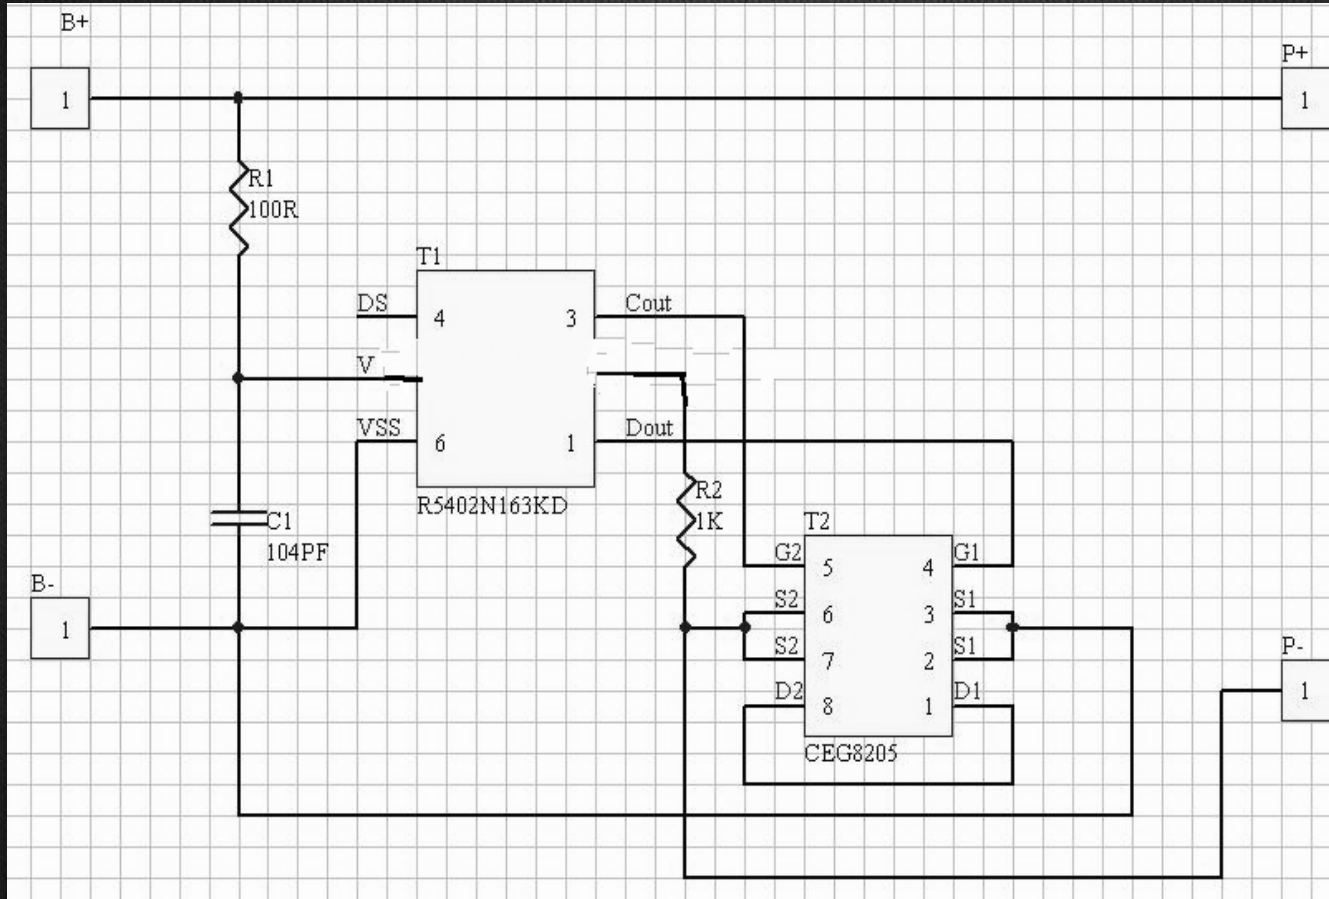 B+
P+
1
1
R1
100R
T1
DS
4
3
Cout
V
VSS
6
1
Dout
R5402N163KD
R2
1K
C1
104PF
T2
G2
5
4
G1
B-
1
S2
6
3
S1
S2
7
2
S1
P-
1
D2
8
1
D1
CEG8205